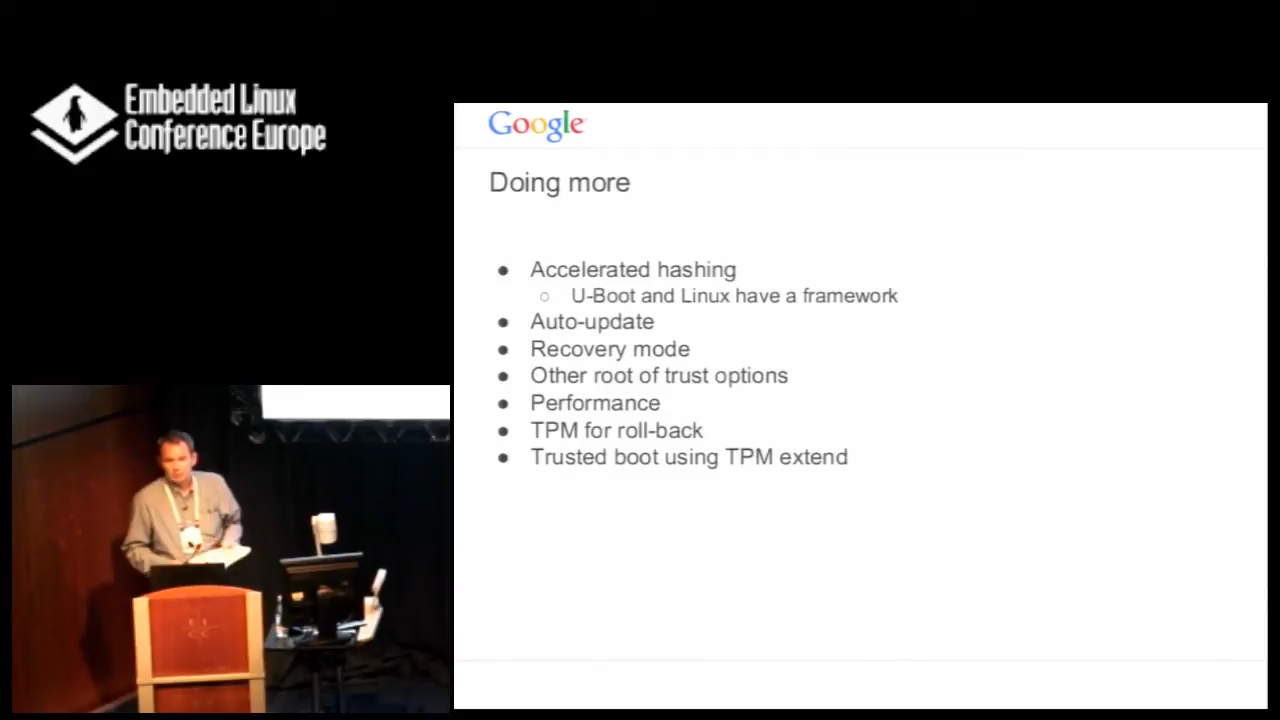 Embedded Linux
Conference Europe
Google
Doing more
● Accelerated hashing
○ U-Boot and Linux have a framework
● Auto-update
● Recovery mode
● Other root of trust options
● Performance
● TPM for roll-back
● Trusted boot using TPM extend